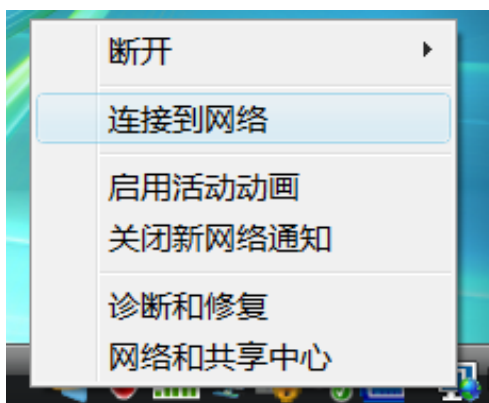 断开
连接到网络
启用活动动画
关闭新网络通知
诊断和修复
网络和共享中心